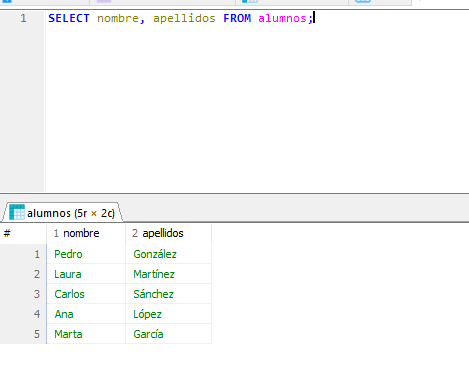 1 SELECT nombre, apellidos FROM alumnos;
alumnos (5r × 2c)
# 1 nombre 2 apellidos
1 Pedro González
2 Laura Martínez
3 Carlos Sánchez
4 Ana López
5 Marta García